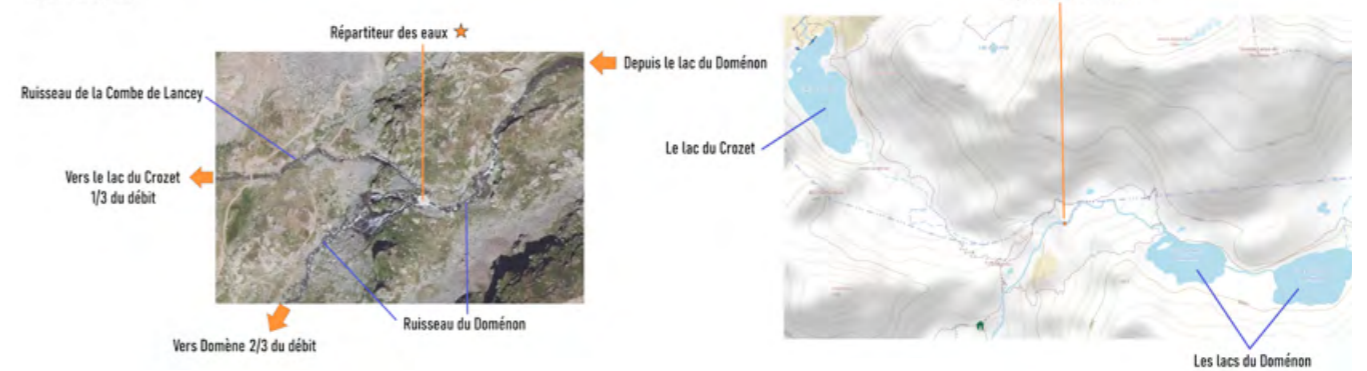 Répartiteur des eaux
Depuis le lac du Doménon
Ruisseau de la Combe de Lancey
Vers le lac du Crozet
1/3 du débit
Ruisseau du Doménon
Vers Domène 2/3 du débit
Le lac du Crozet
Les lacs du Doménon